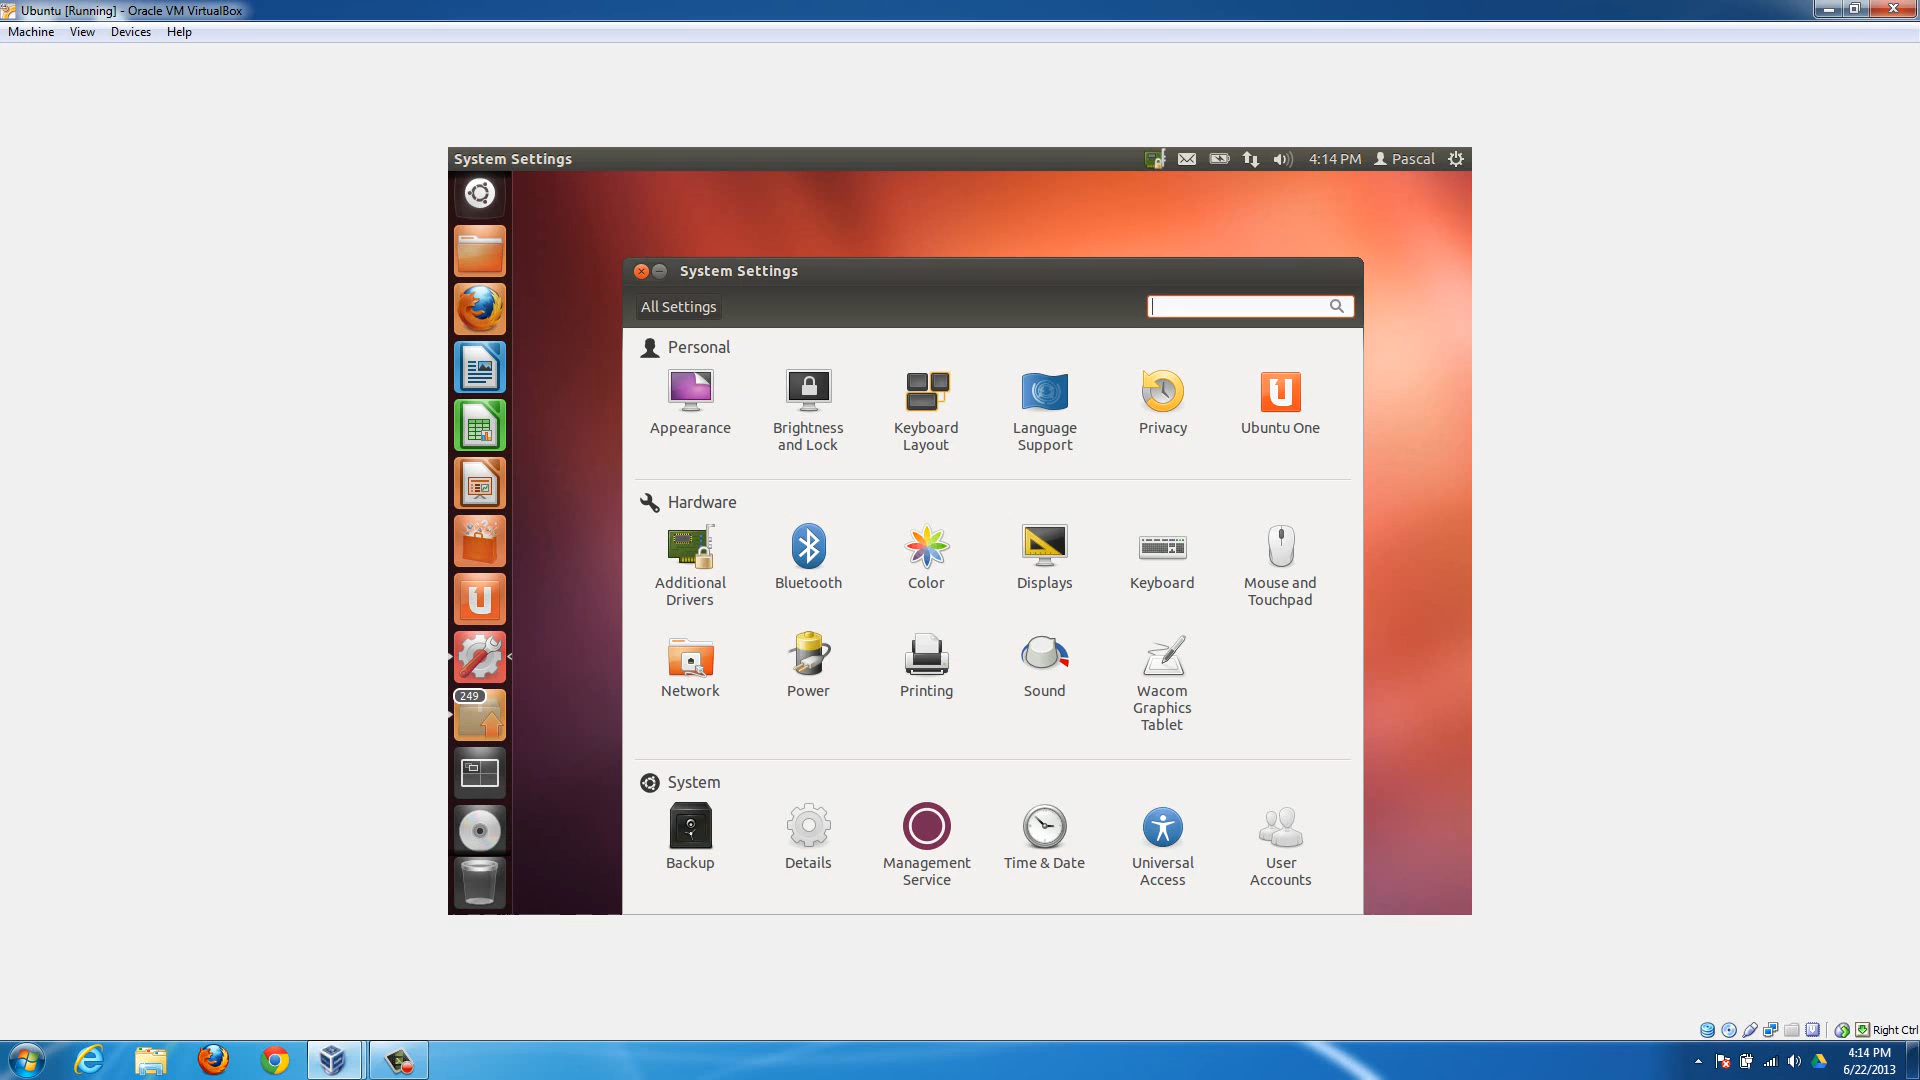 Ubuntu [Running] - Oracle VM VirtualBox
Machine View Devices Help
System Settings 4:14 PM Pascal
System Settings
All Settings
Personal
Appearance
Brightness
and Lock
Keyboard
Layout
Language
Support
Privacy
Ubuntu One
Hardware
Additional
Drivers
Bluetooth
Color
Displays
Keyboard
Mouse and
Touchpad
Network
Power
Printing
Sound
Wacom
Graphics
Tablet
249
System
Backup
Details
Management
Service
Time & Date
Universal
Access
User
Accounts
Right Ctrl
4:14 PM
6/22/2013